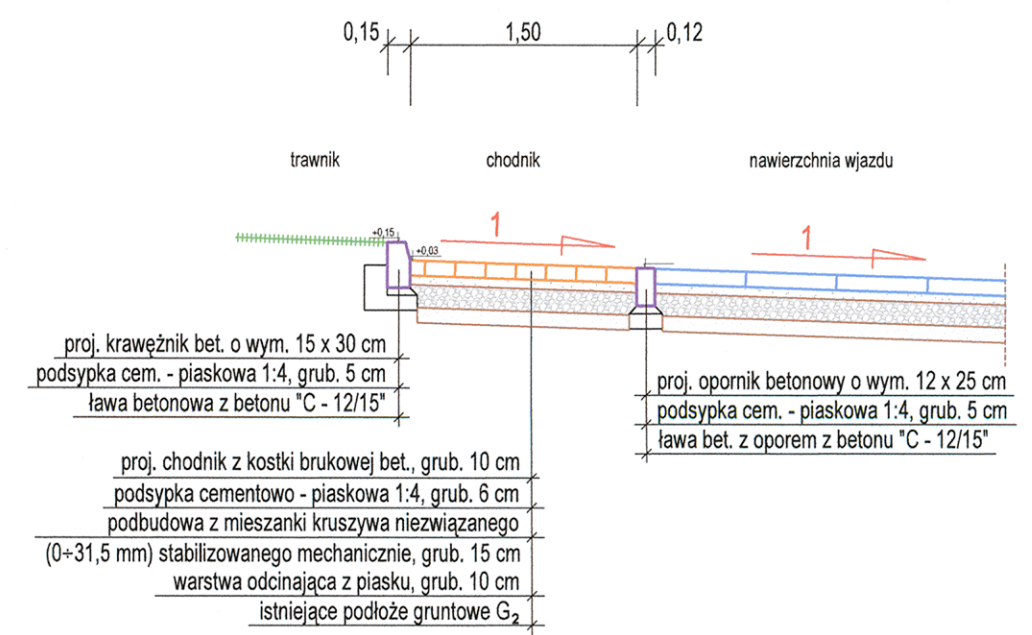 0,15 1,50 0,12
trawnik chodnik nawierzchnia wjazdu
+0,15 1 1
+0,03
proj. krawężnik bet. o wym. 15 x 30 cm
podsypka cem. - piaskowa 1:4, grub. 5 cm
ława betonowa z betonu "C - 12/15"
proj. opornik betonowy o wym. 12 x 25 cm
podsypka cem. - piaskowa 1:4, grub. 5 cm
ława bet. z oporem z betonu "C - 12/15"
proj. chodnik z kostki brukowej bet., grub. 10 cm
podsypka cementowo - piaskowa 1:4, grub. 6 cm
podbudowa z mieszanki kruszywa niezwiązanego
(0÷31,5 mm) stabilizowanego mechanicznie, grub. 15 cm
warstwa odcinająca z piasku, grub. 10 cm
istniejące podłoże gruntowe G₂